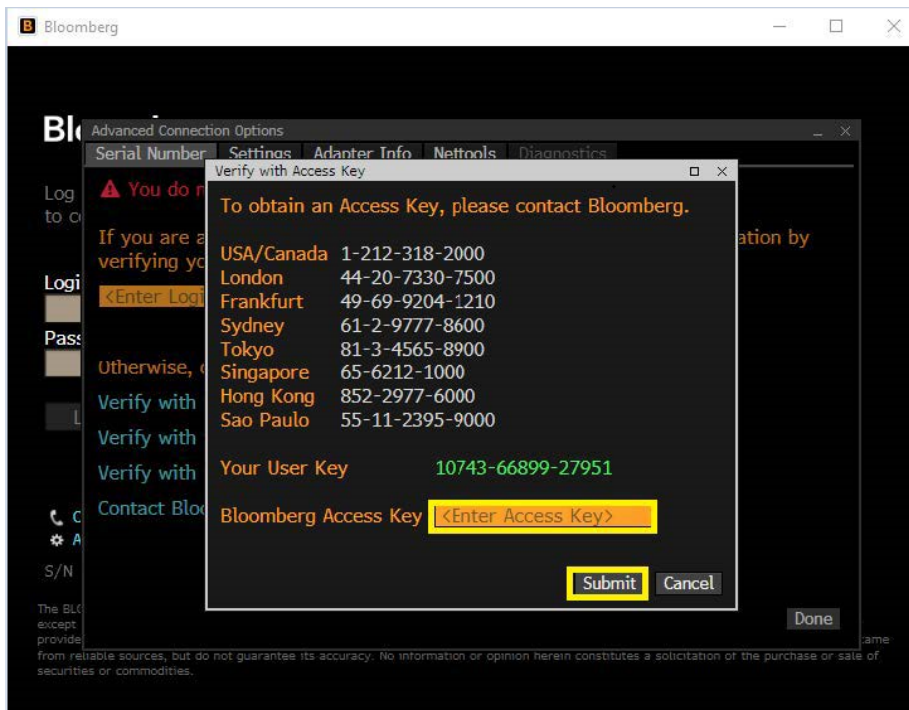 Bloomberg
Advanced Connection Options
Serial Number Settings Adapter Info Nettools Diagnostics
Verify with Access Key
Log
You do
to
To obtain an Access Key, please contact Bloomberg.
If you are a
ation by
verifying
USA/Canada 1-212-318-2000
London 44-20-7330-7500
<Enter
Frankfurt 49-69-9204-1210
Sydney 61-2-9777-8600
Tokyo 81-3-4565-8900
Otherwise,
Singapore 65-6212-1000
Verify with
Hong Kong 852-2977-6000
Sao Paulo 55-11-2395-9000
Verify with
Verify with
Your User Key 10743-66899-27951
Contact
Bloomberg Access Key <Enter Access Key>
S/N
Submit Cancel
The
Done
except
provide
from reliable sources, but do not guarantee its accuracy. No information or opinion herein constitutes a solicitation of the purchase or sale of
securities or commodities.